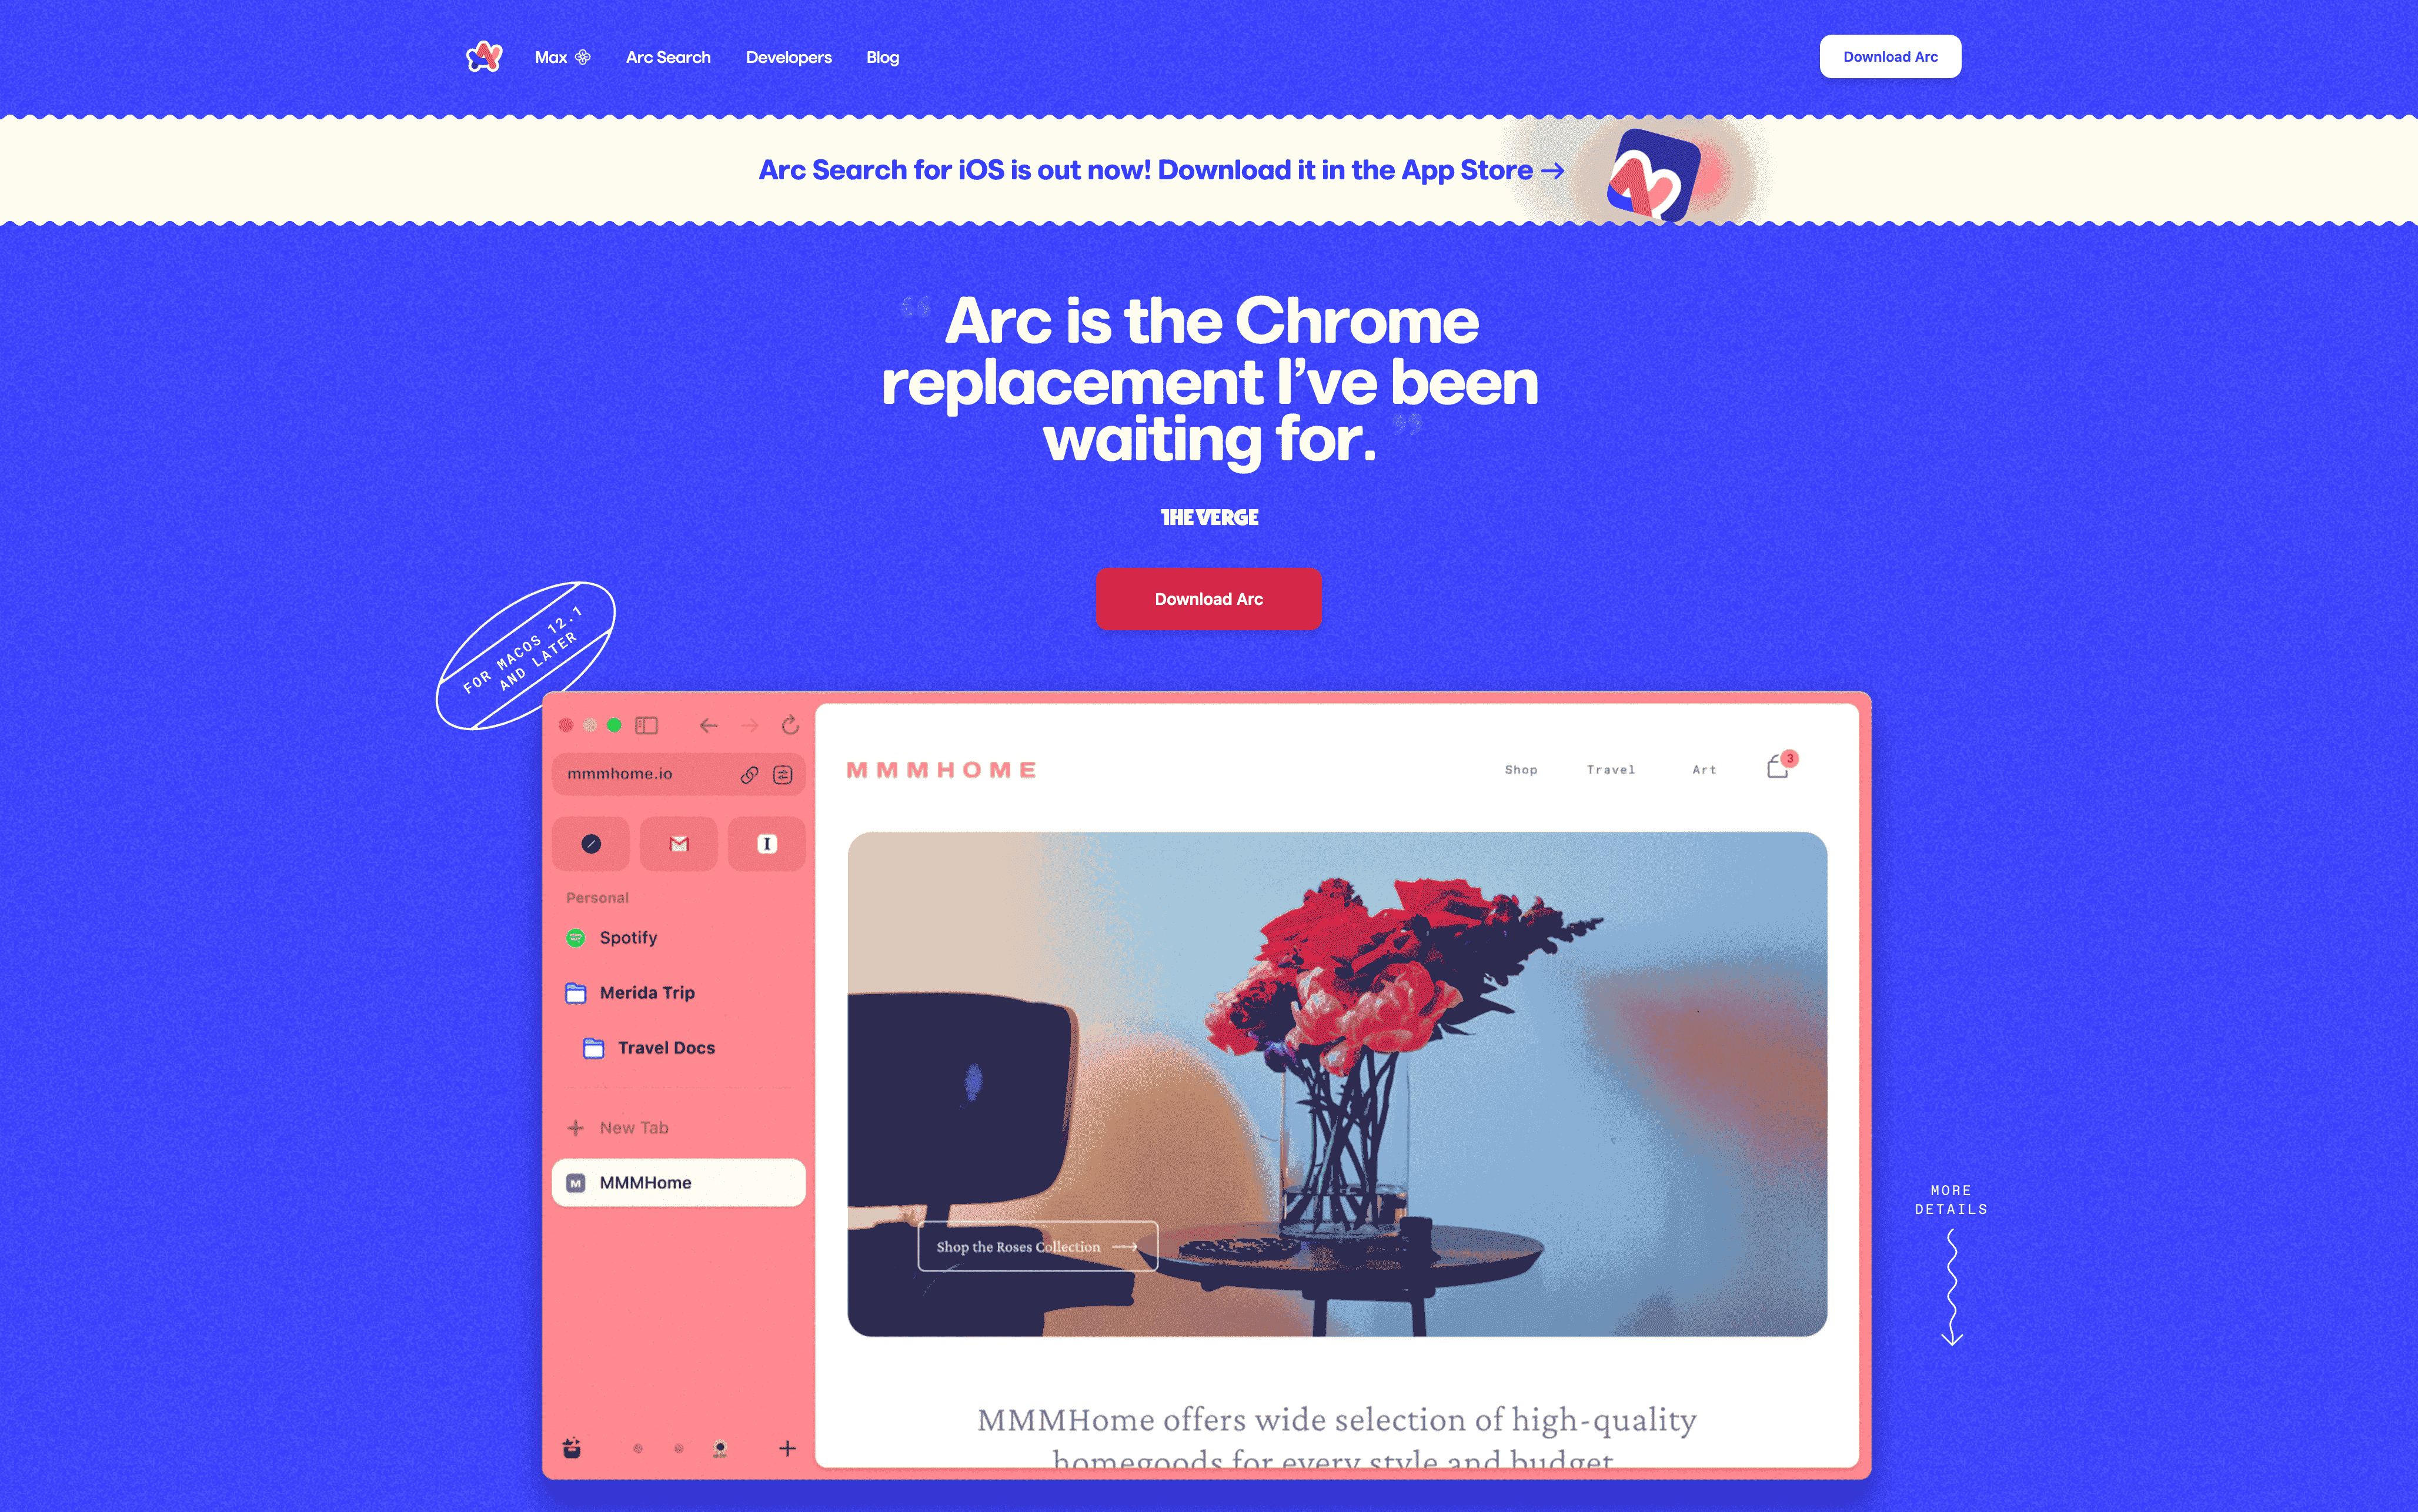 Max
Arc Search
Developers
Blog
Download Arc
Arc Search for iOS is out now! Download it in the App Store →
“Arc is the Chrome
replacement I’ve been
waiting for.”
THE VERGE
Download Arc
FOR MACOS 12.1
AND LATER
mmmhome.io
Personal
Spotify
Merida Trip
Travel Docs
New Tab
M
MMMHome
MMMHOME
Shop
Travel
Art
3
Shop the Roses Collection
MMMHome offers wide selection of high-quality
homegoods for every style and budget
MORE
DETAILS